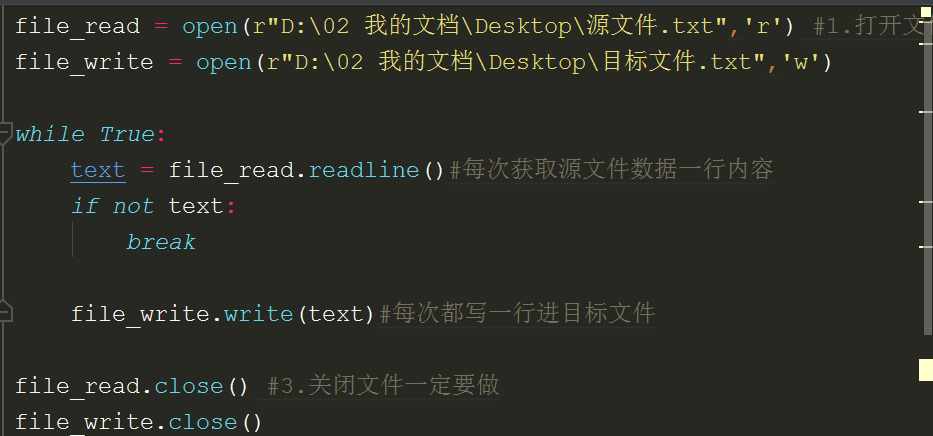 file_read = open(r"D:\02 我的文档\Desktop\源文件.txt",'r') #1.打开文
file_write = open(r"D:\02 我的文档\Desktop\目标文件.txt",'w')
while True:
text = file_read.readline()#每次获取源文件数据一行内容
if not text:
break
file_write.write(text)#每次都写一行进目标文件
file_read.close() #3.关闭文件一定要做
file_write.close()